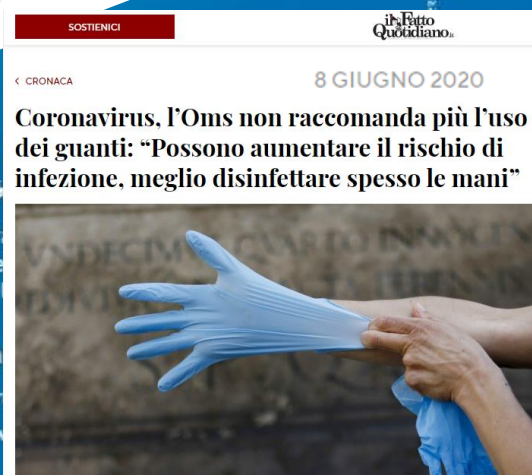 SOSTIENICI
il Fatto
Quotidiano.it
< CRONACA
8 GIUGNO 2020
Coronavirus, l’Oms non raccomanda più l’uso
dei guanti: “Possono aumentare il rischio di
infezione, meglio disinfettare spesso le mani”